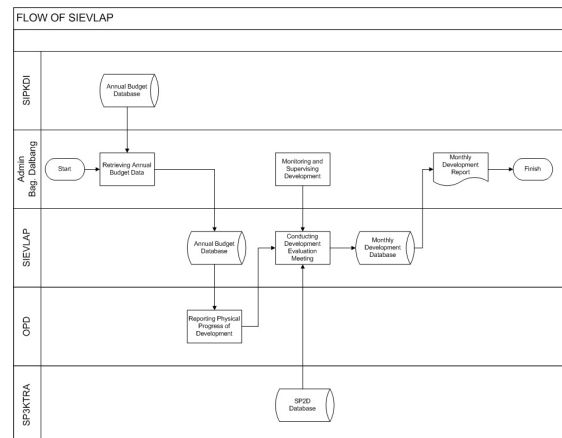 FLOW OF SIEVLAP
SIPKDI
Annual Budget
Database
Admin
Bag. Dalbang
Start
Retrieving Annual
Budget Data
Monitoring and
Supervising
Development
Monthly
Development
Report
Finish
SIEVLAP
Annual Budget
Database
Conducting
Development
Evaluation
Meeting
Monthly
Development
Database
OPD
Reporting Physical
Progress of
Development
SP3KTRA
SP2D
Database